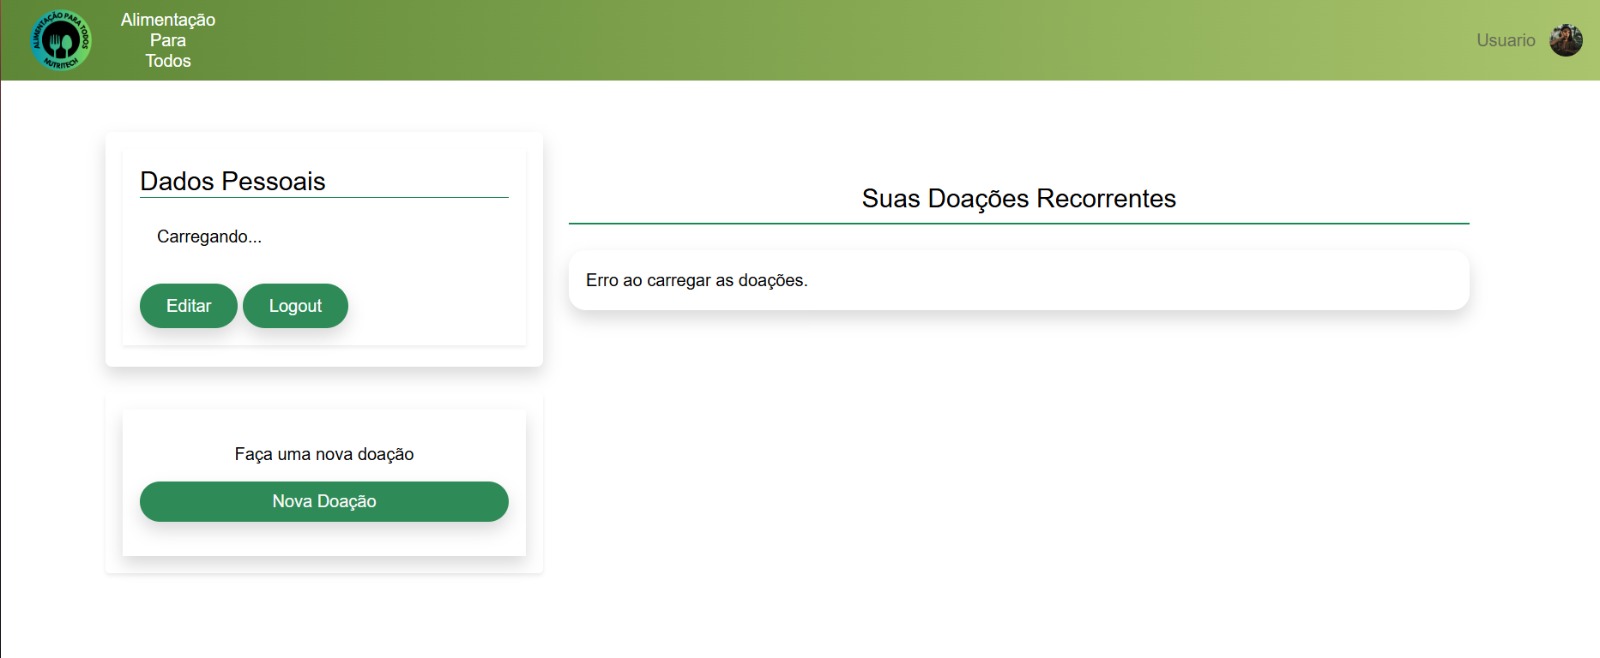 ALIMENTAÇÃO PARA TODOS
NUTRITECH
Alimentação
Para
Todos
Usuario
Dados Pessoais
Carregando...
Editar Logout
Suas Doações Recorrentes
Erro ao carregar as doações.
Faça uma nova doação
Nova Doação